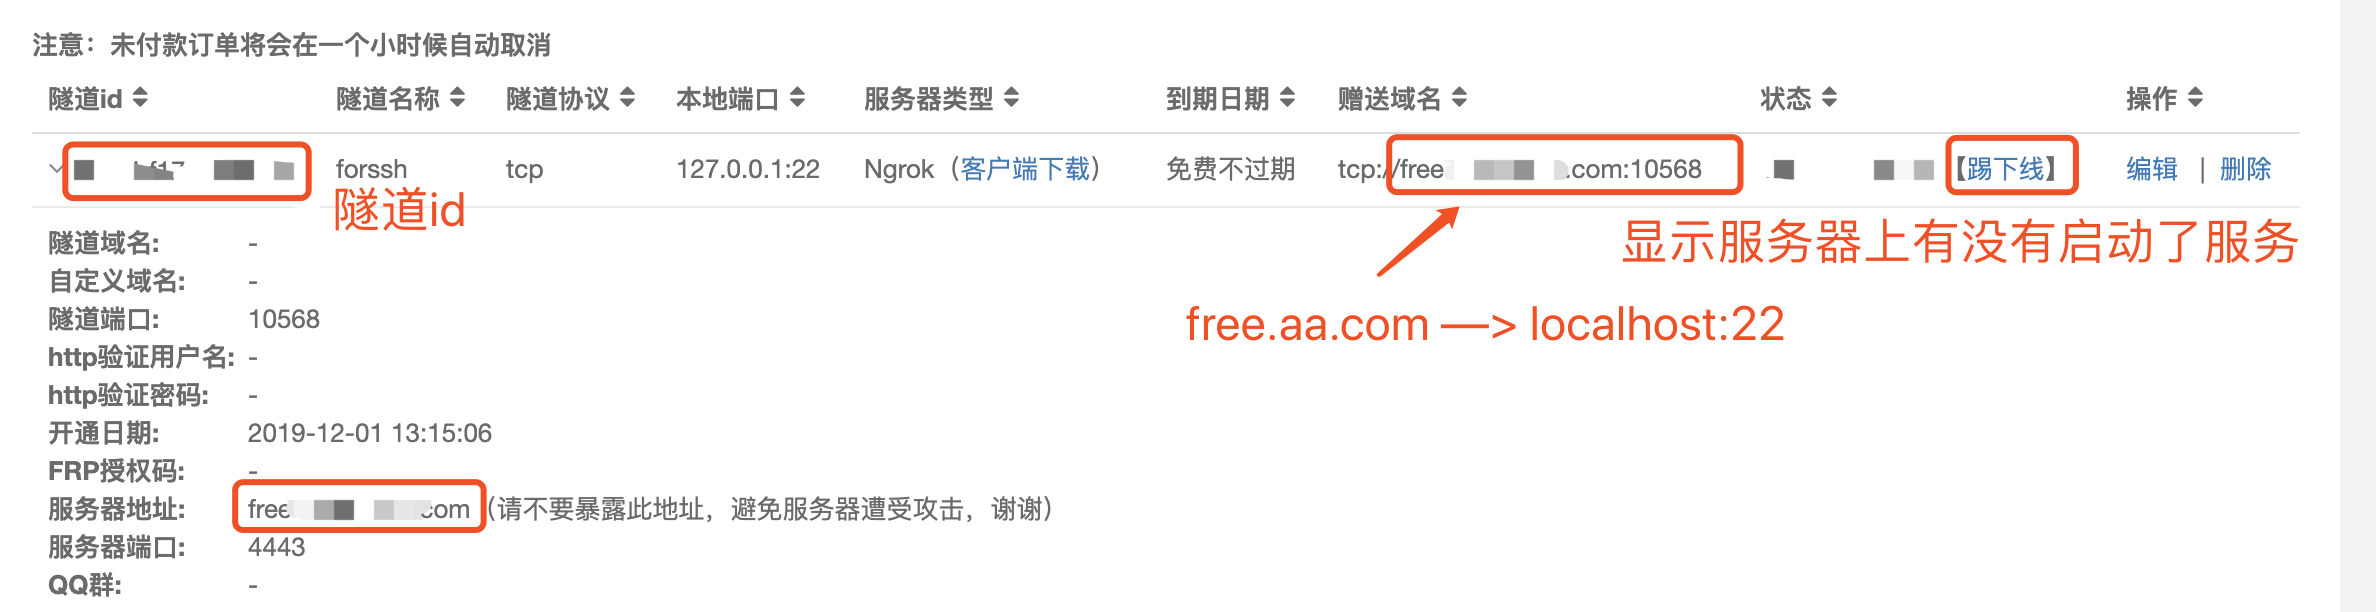 注意：未付款订单将会在一个小时候自动取消
隧道id 隧道名称 隧道协议 本地端口 服务器类型 到期日期 赠送域名 状态 操作
forssh tcp 127.0.0.1:22 Ngrok（客户端下载） 免费不过期 tcp://free .com:10568 【踢下线】 编辑 | 删除
隧道id
显示服务器上有没有启动了服务
free.aa.com —> localhost:22
隧道域名: -
自定义域名: -
隧道端口: 10568
http验证用户名: -
http验证密码: -
开通日期: 2019-12-01 13:15:06
FRP授权码: -
服务器地址: free com（请不要暴露此地址，避免服务器遭受攻击，谢谢）
服务器端口: 4443
QQ群: -